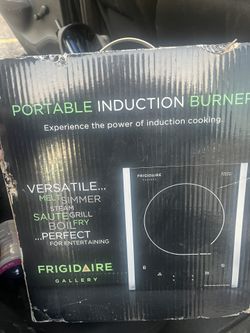 PORTABLE INDUCTION BURNER
Experience the power of induction cooking.
FRIGIDAIRE
VERSATILE...
MELT SIMMER
STEAM
SAUTE GRILL
BOIL FRY
...PERFECT
FOR ENTERTAINING
FRIGIDAIRE
GALLERY